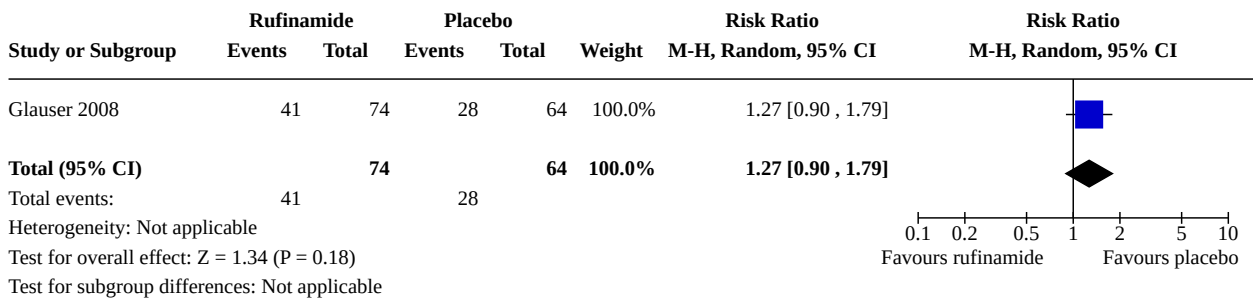 Rufinamide Placebo Risk Ratio Risk Ratio
Study or Subgroup Events Total Events Total Weight M-H, Random, 95% CI M-H, Random, 95% CI
Glauser 2008 41 74 28 64 100.0% 1.27 [0.90 , 1.79]
Total (95% CI) 74 64 100.0% 1.27 [0.90 , 1.79]
Total events: 41 28
Heterogeneity: Not applicable
0.1 0.2 0.5 1 2 5 10
Test for overall effect: Z = 1.34 (P = 0.18) Favours rufinamide Favours placebo
Test for subgroup differences: Not applicable